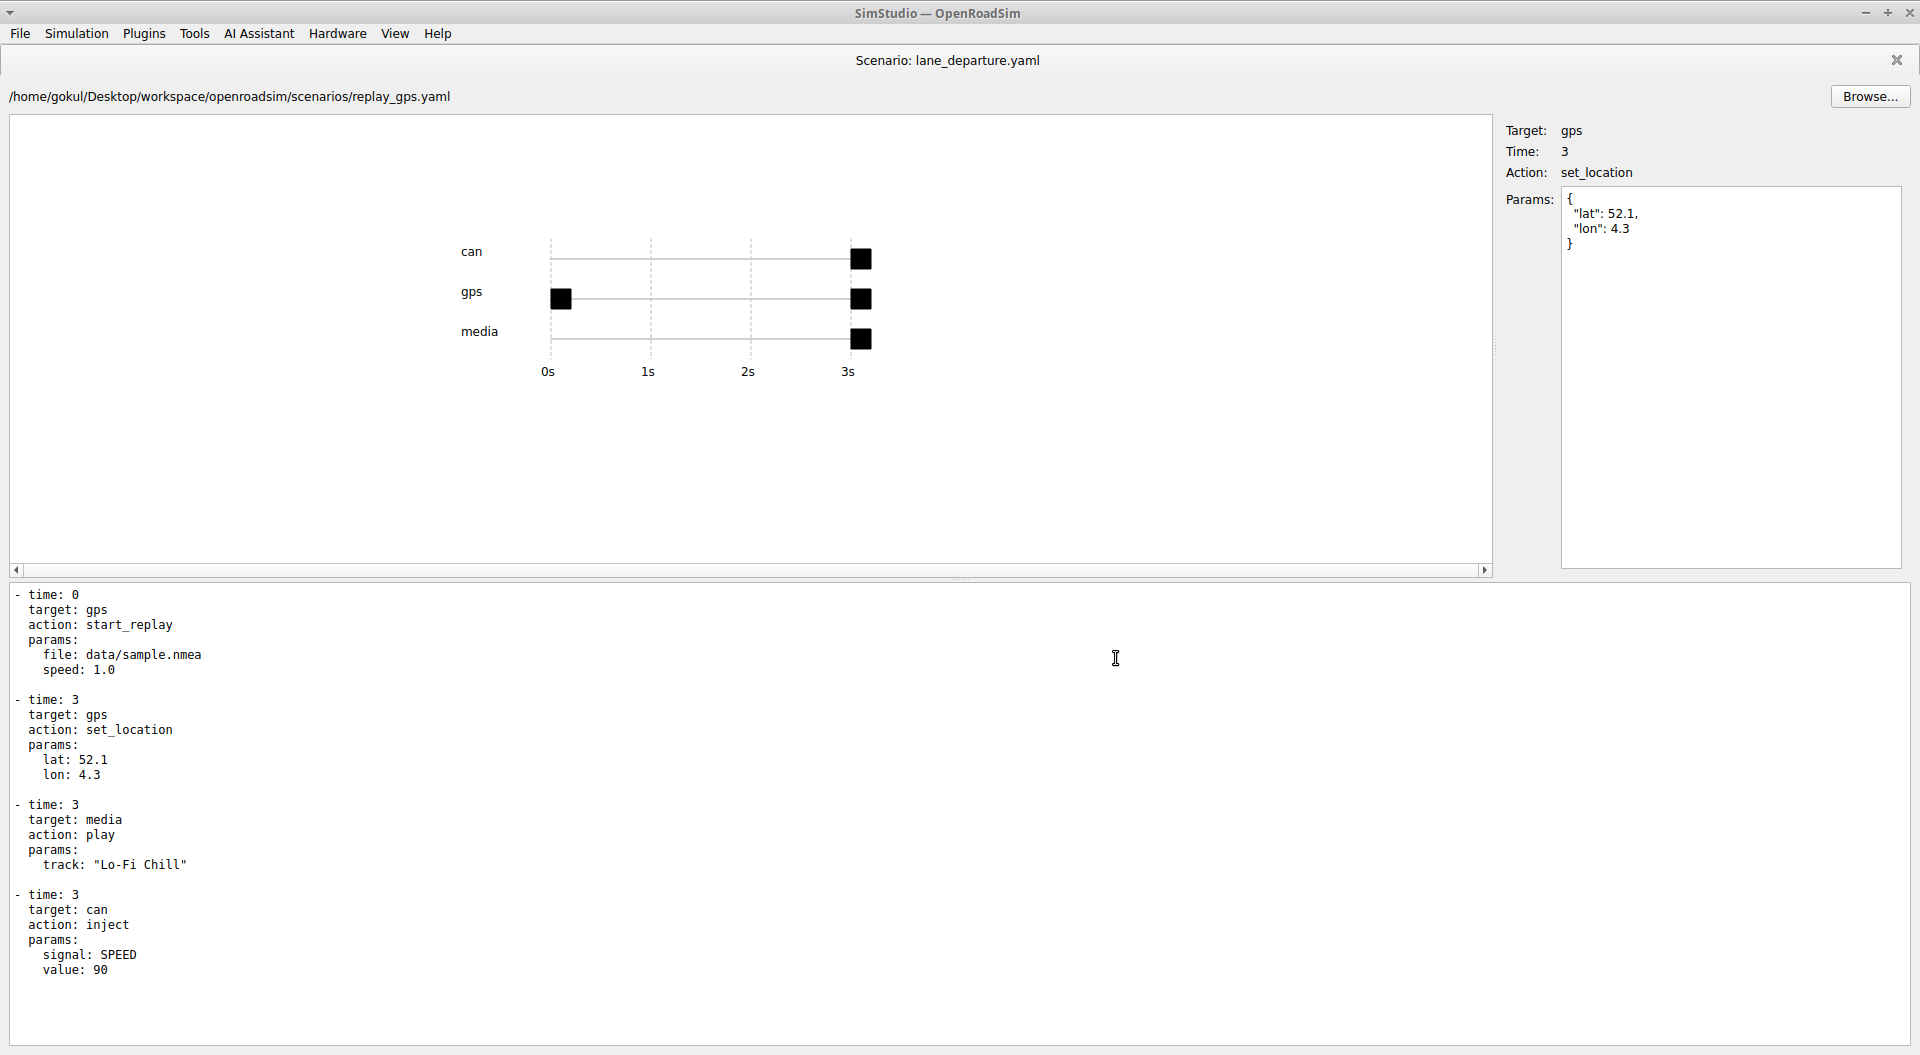 SimStudio — OpenRoadSim
File Simulation Plugins Tools AI Assistant Hardware View Help
Scenario: lane_departure.yaml
/home/gokul/Desktop/workspace/openroadsim/scenarios/replay_gps.yaml
Browse...
can
gps
media
0s 1s 2s 3s
Target: gps
Time: 3
Action: set_location
Params:
{
"lat": 52.1,
"lon": 4.3
}
- time: 0
target: gps
action: start_replay
params:
file: data/sample.nmea
speed: 1.0
- time: 3
target: gps
action: set_location
params:
lat: 52.1
lon: 4.3
- time: 3
target: media
action: play
params:
track: "Lo-Fi Chill"
- time: 3
target: can
action: inject
params:
signal: SPEED
value: 90